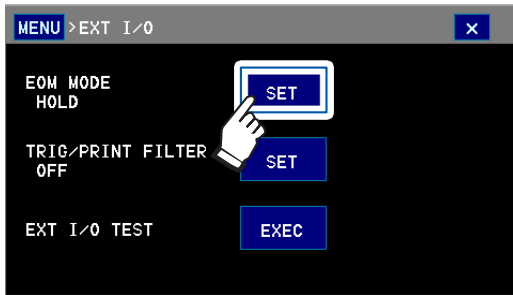 MENU >EXT I/O ×
EOM MODE
HOLD
SET
TRIG/PRINT FILTER
OFF
SET
EXT I/O TEST
EXEC